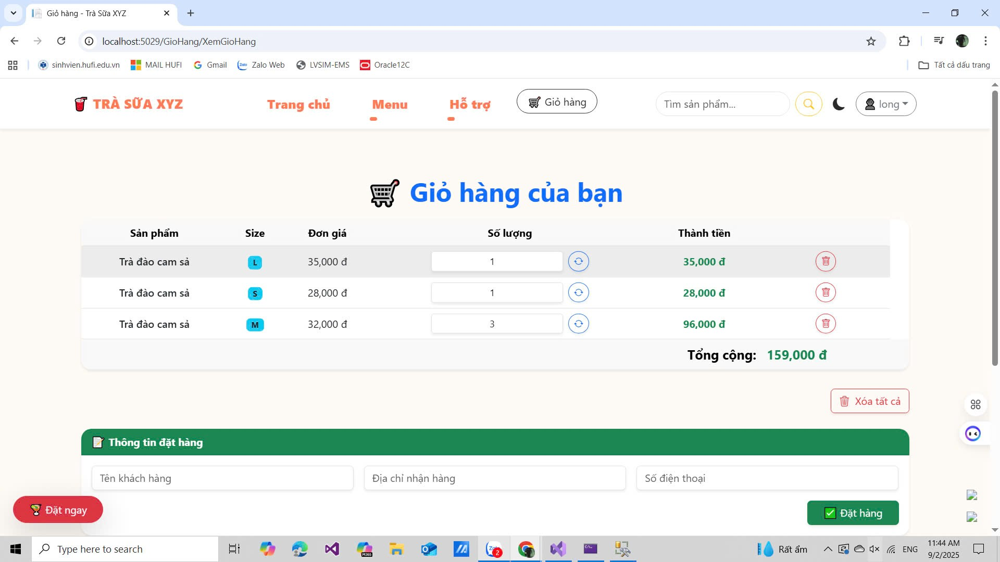 Giỏ hàng - Trà Sữa XYZ
localhost:5029/GioHang/XemGioHang
sinhvien.hufi.edu.vn MAIL HUFI Gmail Zalo Web LVSIM-EMS Oracle12C Tất cả dấu trang
TRÀ SỮA XYZ Trang chủ Menu Hỗ trợ Giỏ hàng Tìm sản phẩm... long
Giỏ hàng của bạn
Sản phẩm Size Đơn giá Số lượng Thành tiền
Trà đào cam sả L 35,000 đ 1 35,000 đ
Trà đào cam sả S 28,000 đ 1 28,000 đ
Trà đào cam sả M 32,000 đ 3 96,000 đ
Tổng cộng: 159,000 đ
Xóa tất cả
Thông tin đặt hàng
Tên khách hàng Địa chỉ nhận hàng Số điện thoại
Đặt ngay Đặt hàng
Type here to search M365 Zalo 2 Rất ẩm ENG 11:44 AM
9/2/2025